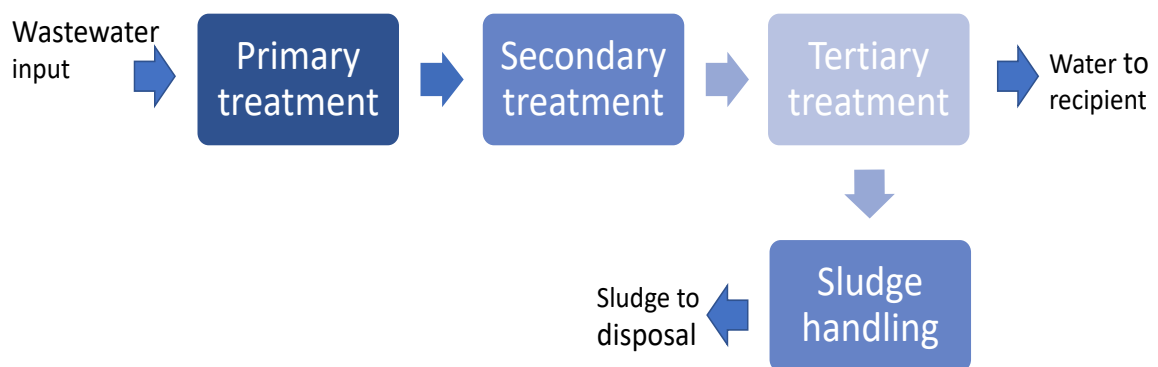 Wastewater
input
Primary
treatment
Secondary
treatment
Tertiary
treatment
Water to
recipient
Sludge
handling
Sludge to
disposal